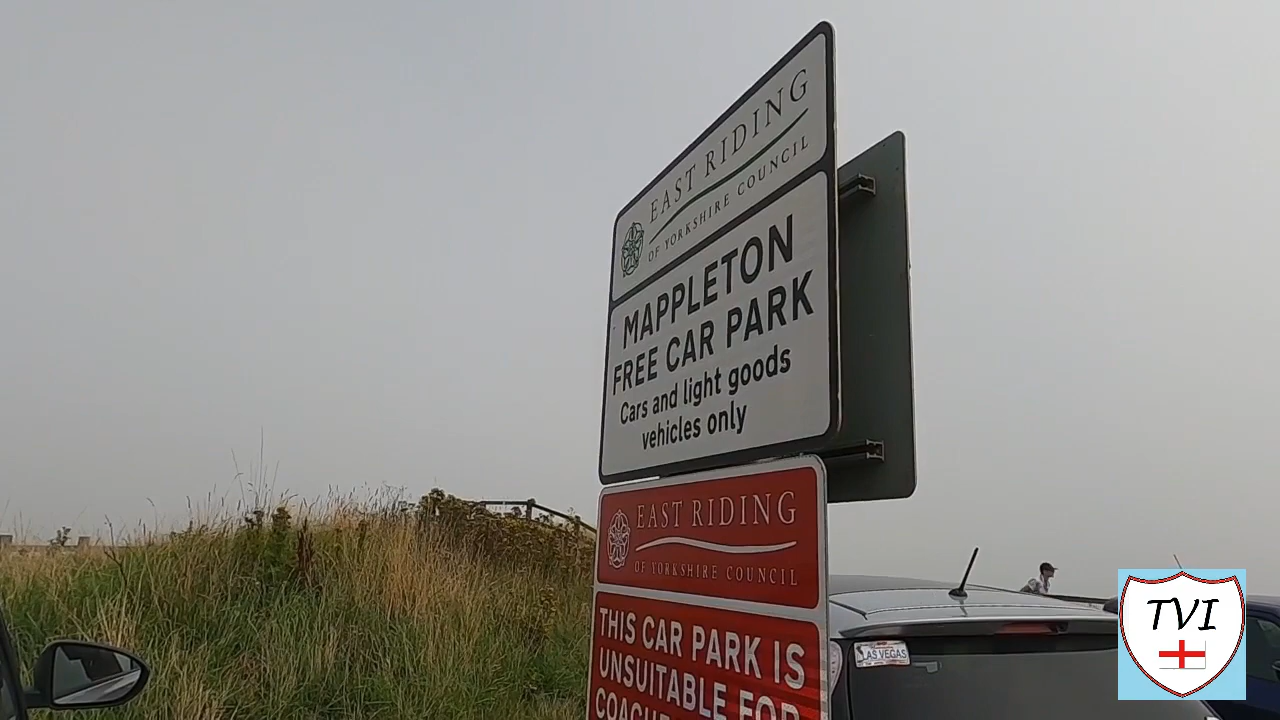 EAST RIDING
OF YORKSHIRE COUNCIL
MAPPLETON
FREE CAR PARK
Cars and light goods
vehicles only
EAST RIDING
OF YORKSHIRE COUNCIL
THIS CAR PARK IS
UNSUITABLE FOR
LAS VEGAS
TVI